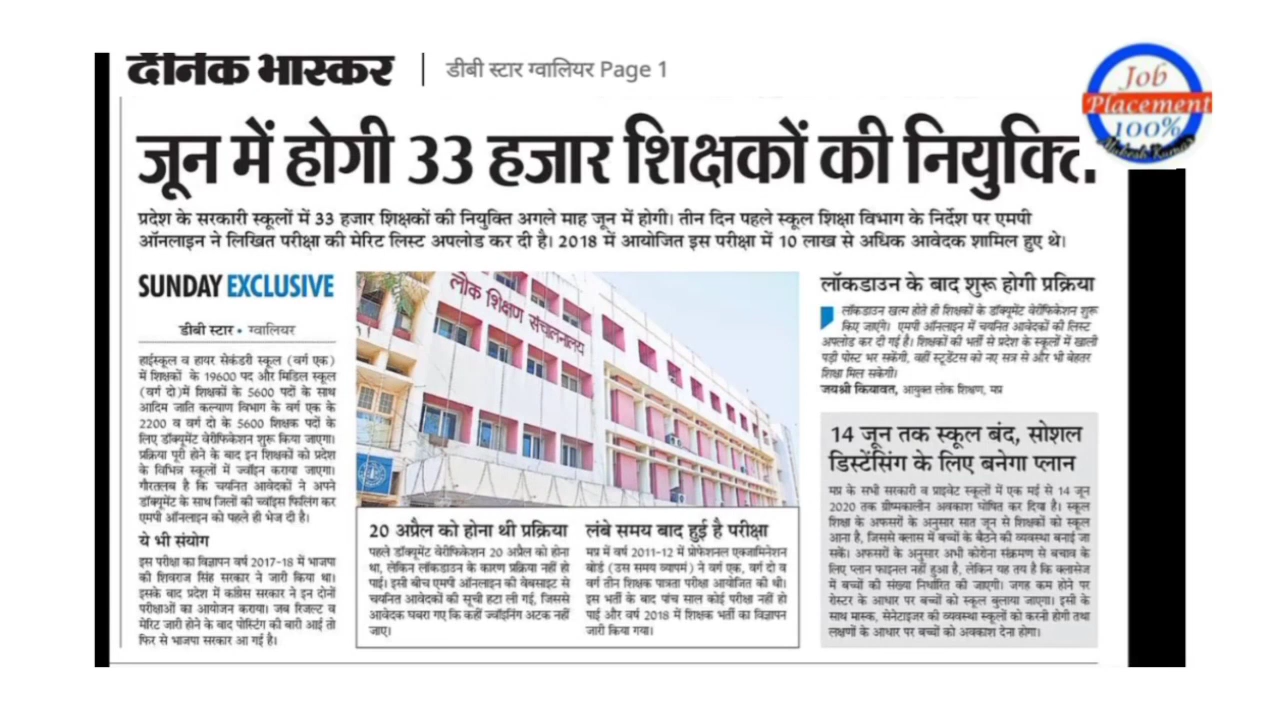 दैनिक भास्कर
डीबी स्टार ग्वालियर Page 1
Job
Placement
100%
Mukesh Kumar
जून में होगी 33 हजार शिक्षकों की नियुक्ति
प्रदेश के सरकारी स्कूलों में 33 हजार शिक्षकों की नियुक्ति अगले माह जून में होगी। तीन दिन पहले स्कूल शिक्षा विभाग के निर्देश पर एमपी
ऑनलाइन ने लिखित परीक्षा की मेरिट लिस्ट अपलोड कर दी है। 2018 में आयोजित इस परीक्षा में 10 लाख से अधिक आवेदक शामिल हुए थे।
SUNDAY EXCLUSIVE
डीबी स्टार • ग्वालियर
हाईस्कूल व हायर सेकंडरी स्कूल (वर्ग एक)
में शिक्षकों के 19600 पद और मिडिल स्कूल
(वर्ग दो)में शिक्षकों के 5600 पदों के साथ
आदिम जाति कल्याण विभाग के वर्ग एक के
2200 व वर्ग दो के 5600 शिक्षक पदों के
लिए डॉक्यूमेंट वेरीफिकेशन शुरू किया जाएगा।
प्रक्रिया पूरी होने के बाद इन शिक्षकों को प्रदेश
के विभिन्न स्कूलों में ज्वॉइन कराया जाएगा।
गौरतलब है कि चयनित आवेदकों ने अपने
डॉक्यूमेंट के साथ जिलों की च्वॉइस फिलिंग कर
एमपी ऑनलाइन को पहले ही भेज दी है।
ये भी संयोग
इस परीक्षा का विज्ञापन वर्ष 2017-18 में भाजपा
की शिवराज सिंह सरकार ने जारी किया था।
इसके बाद प्रदेश में कांग्रेस सरकार ने इन दोनों
परीक्षाओं का आयोजन कराया। जब रिजल्ट व
मेरिट जारी होने के बाद पोस्टिंग की बारी आई तो
फिर से भाजपा सरकार आ गई है।
लोक शिक्षण संचालनालय
20 अप्रैल को होना थी प्रक्रिया
पहले डॉक्यूमेंट वेरीफिकेशन 20 अप्रैल को होना
था, लेकिन लॉकडाउन के कारण प्रक्रिया नहीं हो
पाई। इसी बीच एमपी ऑनलाइन की वेबसाइट से
चयनित आवेदकों की सूची हटा ली गई, जिससे
आवेदक घबरा गए कि कहीं ज्वॉइनिंग अटक नहीं
जाए।
लंबे समय बाद हुई है परीक्षा
मप्र में वर्ष 2011-12 में प्रोफेशनल एक्जामिनेशन
बोर्ड (उस समय व्यापमं) ने वर्ग एक, वर्ग दो व
वर्ग तीन शिक्षक पात्रता परीक्षा आयोजित की थी।
इस भर्ती के बाद पांच साल कोई परीक्षा नहीं हो
पाई और वर्ष 2018 में शिक्षक भर्ती का विज्ञापन
जारी किया गया।
लॉकडाउन के बाद शुरू होगी प्रक्रिया
लॉकडाउन खत्म होते ही शिक्षकों के डॉक्यूमेंट वेरीफिकेशन शुरू
किए जाएंगे। एमपी ऑनलाइन में चयनित आवेदकों की लिस्ट
अपलोड कर दी गई है। शिक्षकों की भर्ती से प्रदेश के स्कूलों में खाली
पड़ी पोस्ट भर सकेंगी, वहीं स्टूडेंटस को नए सत्र से और भी बेहतर
शिक्षा मिल सकेगी।
जयश्री कियावत, आयुक्त लोक शिक्षण, मप्र
14 जून तक स्कूल बंद, सोशल
डिस्टेंसिंग के लिए बनेगा प्लान
मप्र के सभी सरकारी व प्राइवेट स्कूलों में एक मई से 14 जून
2020 तक ग्रीष्मकालीन अवकाश घोषित कर दिया है। स्कूल
शिक्षा के अफसरों के अनुसार सात जून से शिक्षकों को स्कूल
आना है, जिससे क्लास में बच्चों के बैठने की व्यवस्था बनाई जा
सके। अफसरों के अनुसार अभी कोरोना संक्रमण से बचाव के
लिए प्लान फाइनल नहीं हुआ है, लेकिन यह तय है कि क्लासेज
में बच्चों की संख्या निर्धारित की जाएगी। जगह कम होने पर
रोस्टर के आधार पर बच्चों को स्कूल बुलाया जाएगा। इसी के
साथ मास्क, सेनेटाइजर की व्यवस्था स्कूलों को करनी होगी तथा
लक्षणों के आधार पर बच्चों को अवकाश देना होगा।